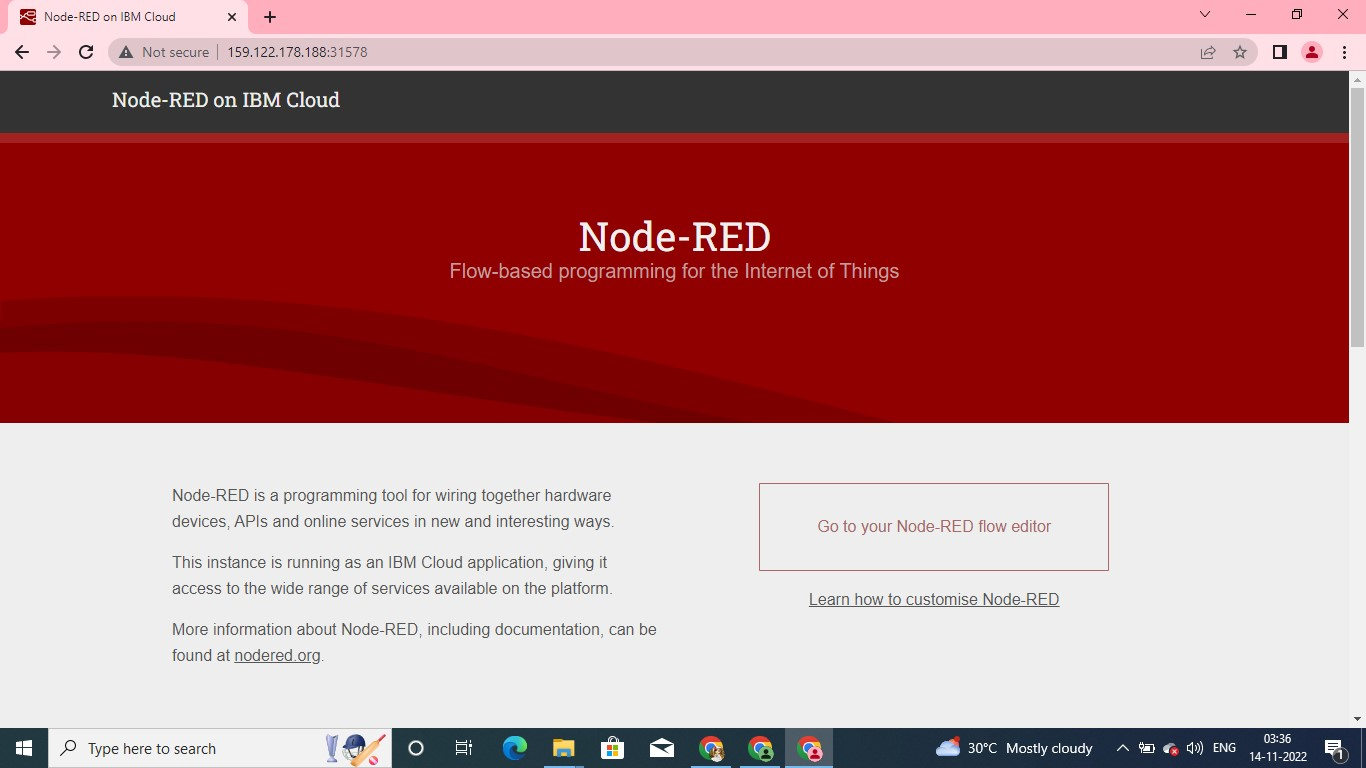 Node-RED on IBM Cloud
Not secure
159.122.178.188:31578
Node-RED on IBM Cloud
Node-RED
Flow-based programming for the Internet of Things
Node-RED is a programming tool for wiring together hardware
devices, APIs and online services in new and interesting ways.
This instance is running as an IBM Cloud application, giving it
access to the wide range of services available on the platform.
More information about Node-RED, including documentation, can be
found at nodered.org.
Go to your Node-RED flow editor
Learn how to customise Node-RED
Type here to search
30°C Mostly cloudy
ENG
03:36
14-11-2022
1